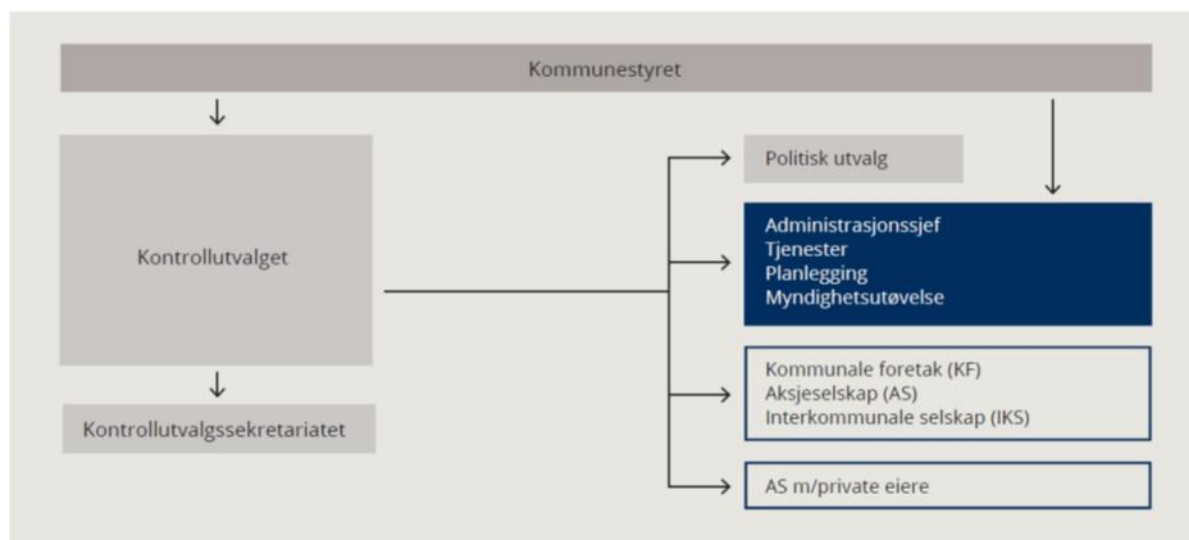 Kommunestyret
Kontrollutvalget
Kontrollutvalgssekretariatet
Politisk utvalg
Administrasjonssjef
Tjenester
Planlegging
Myndighetsutøvelse
Kommunale foretak (KF)
Aksjeselskap (AS)
Interkommunale selskap (IKS)
AS m/private eiere